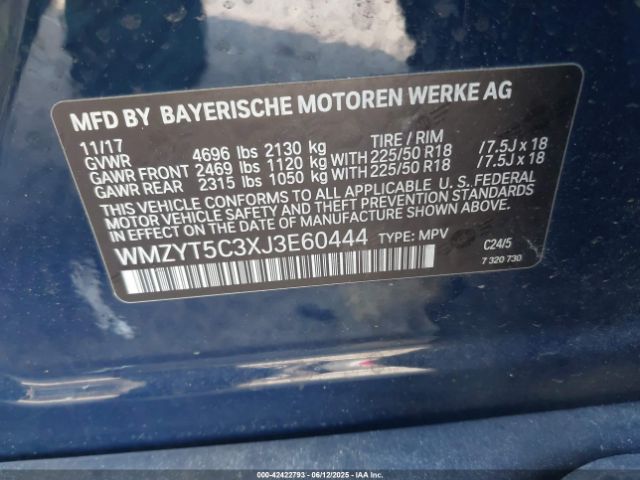 MFD BY BAYERISCHE MOTOREN WERKE AG
11/17 TIRE / RIM
GVWR 4696 lbs 2130 kg
GAWR FRONT 2469 lbs 1120 kg WITH 225/50 R18 / 7.5J x 18
GAWR REAR 2315 lbs 1050 kg WITH 225/50 R18 / 7.5J x 18
THIS VEHICLE CONFORMS TO ALL APPLICABLE U.S. FEDERAL
MOTOR VEHICLE SAFETY AND THEFT PREVENTION STANDARDS
IN EFFECT ON THE DATE OF MANUFACTURE SHOWN ABOVE.
WMZYT5C3XJ3E60444 TYPE: MPV C24/5
7 320 730
000-42422793 - 06/12/2025 - IAA Auctions